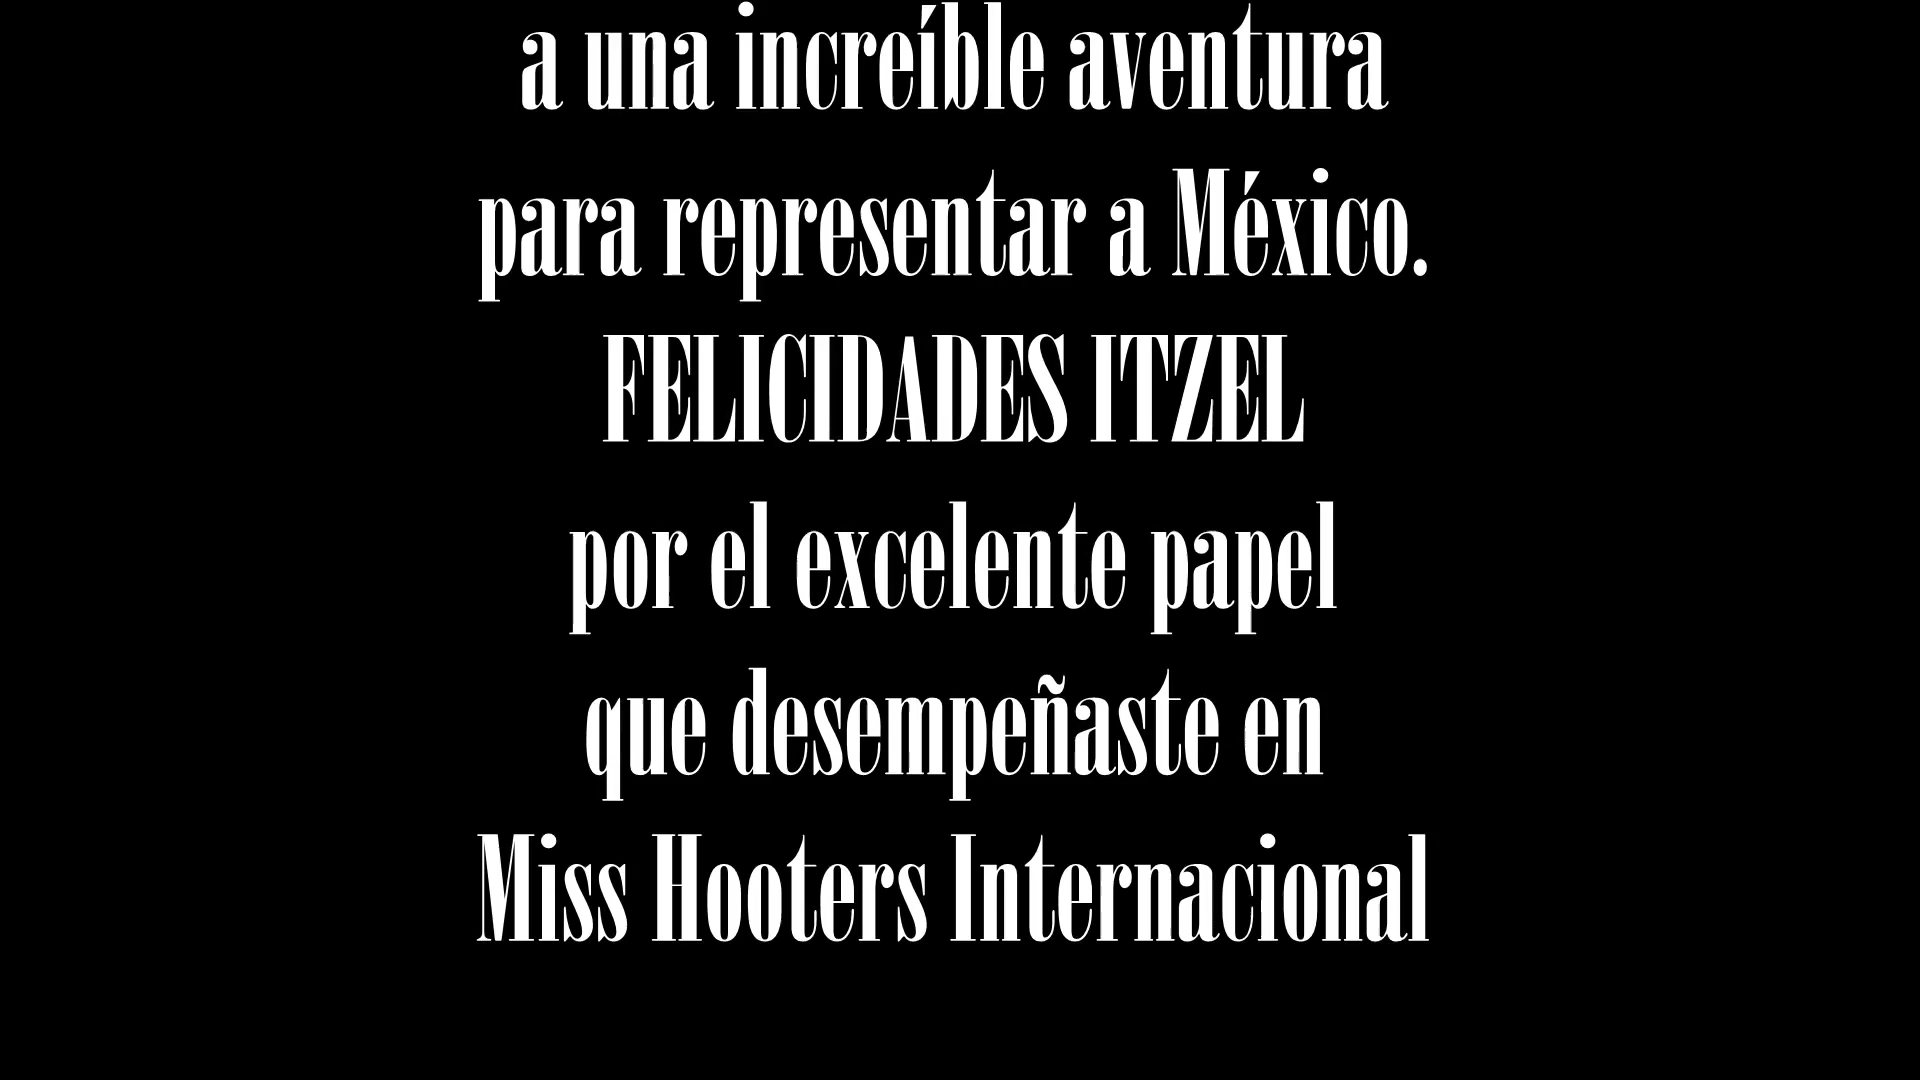 a una increíble aventura
para representar a México.
FELICIDADES ITZEL
por el excelente papel
que desempeñaste en
Miss Hooters Internacional